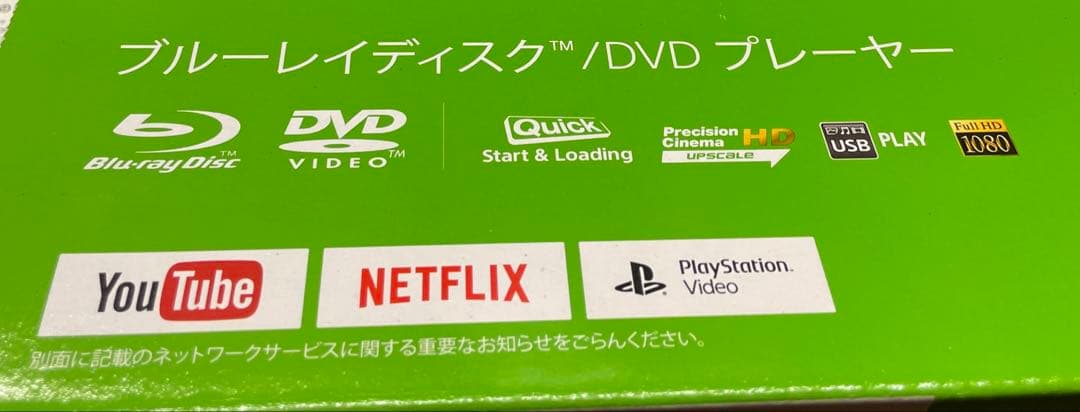 ブルーレイディスク™/DVD プレーヤー
Blu-ray Disc™
DVD
VIDEO™
Quick
Start & Loading
Precision
Cinema HD
UPSCALE
USB PLAY
Full HD
1080
YouTube
NETFLIX
PlayStation.
Video
別面に記載のネットワークサービスに関する重要なお知らせをごらんください。